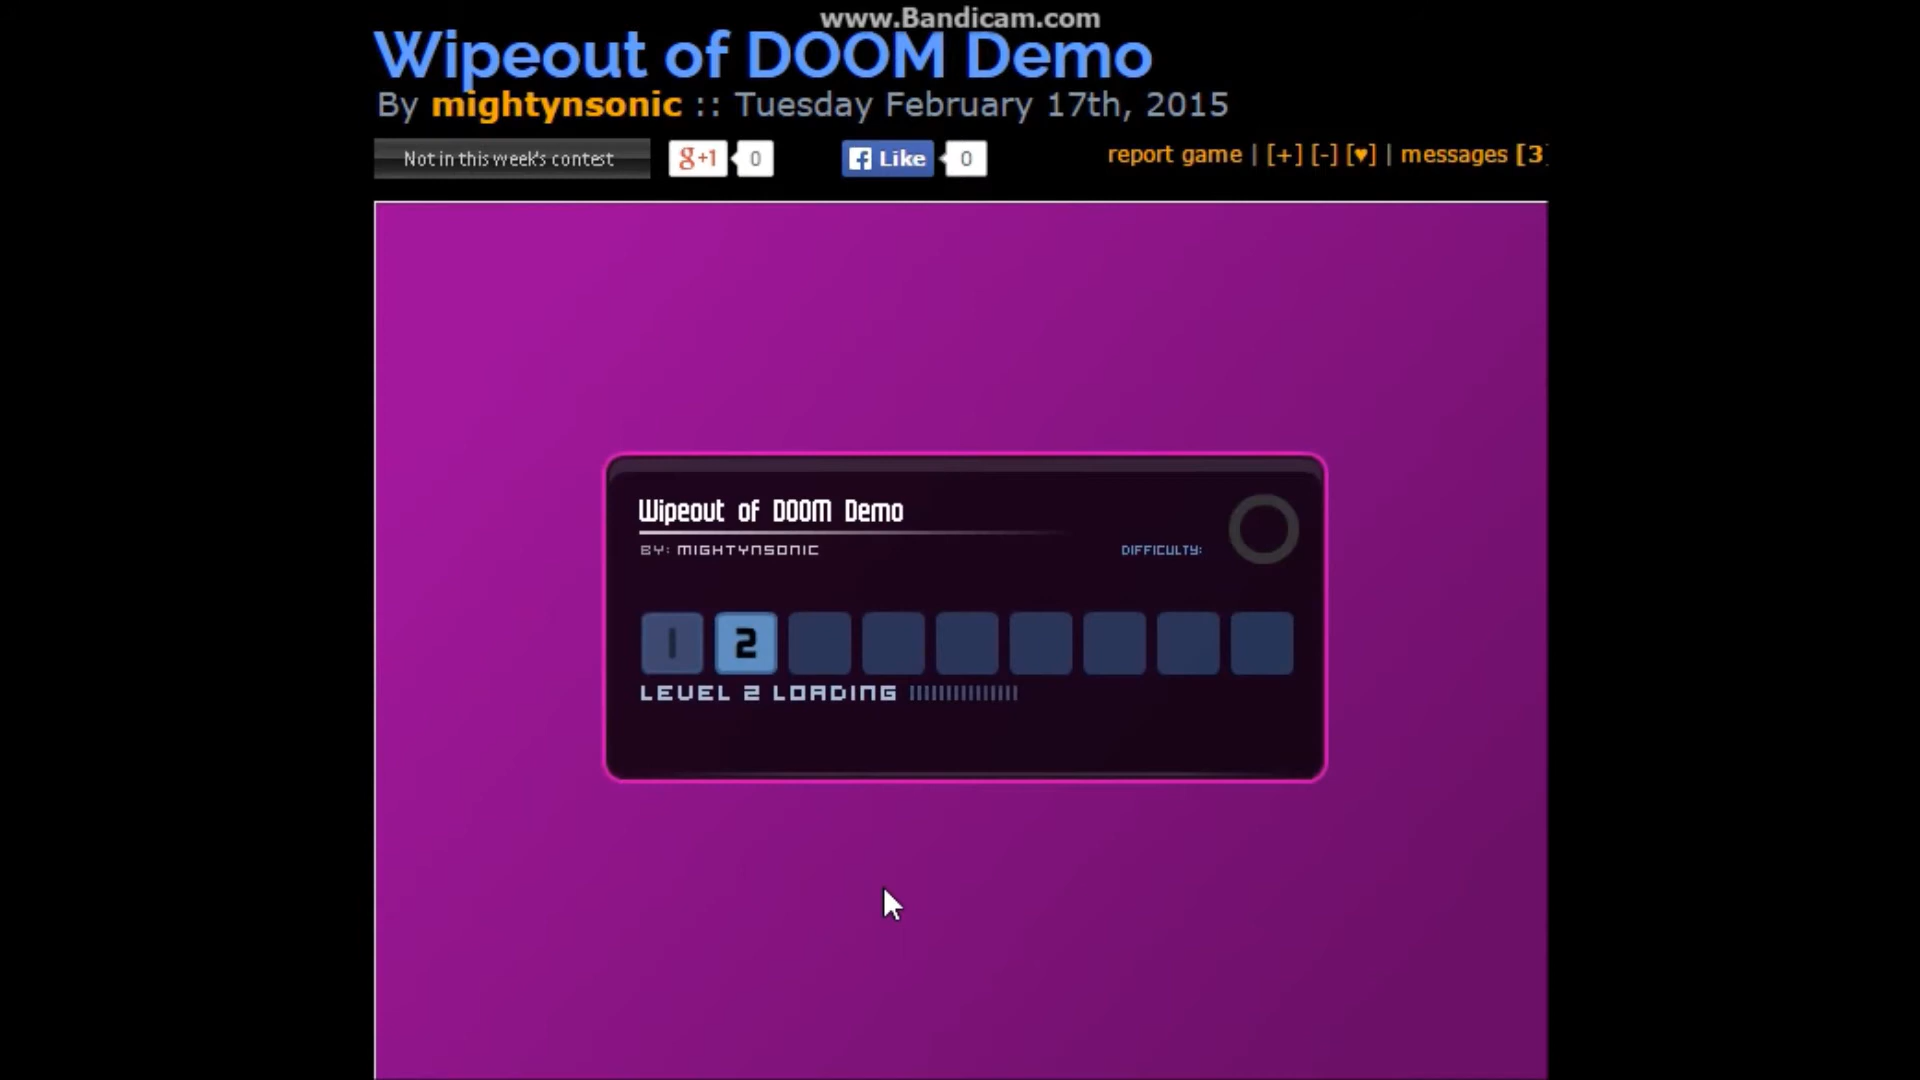 www.Bandicam.com
Wipeout of DOOM Demo
By mightynsonic :: Tuesday February 17th, 2015
Not in this week's contest
g+1 0
Like 0
report game | [+] [-] [♥] | messages [3
Wipeout of DOOM Demo
BY: MIGHTYNSONIC
DIFFICULTY:
1 2
LEVEL 2 LOADING